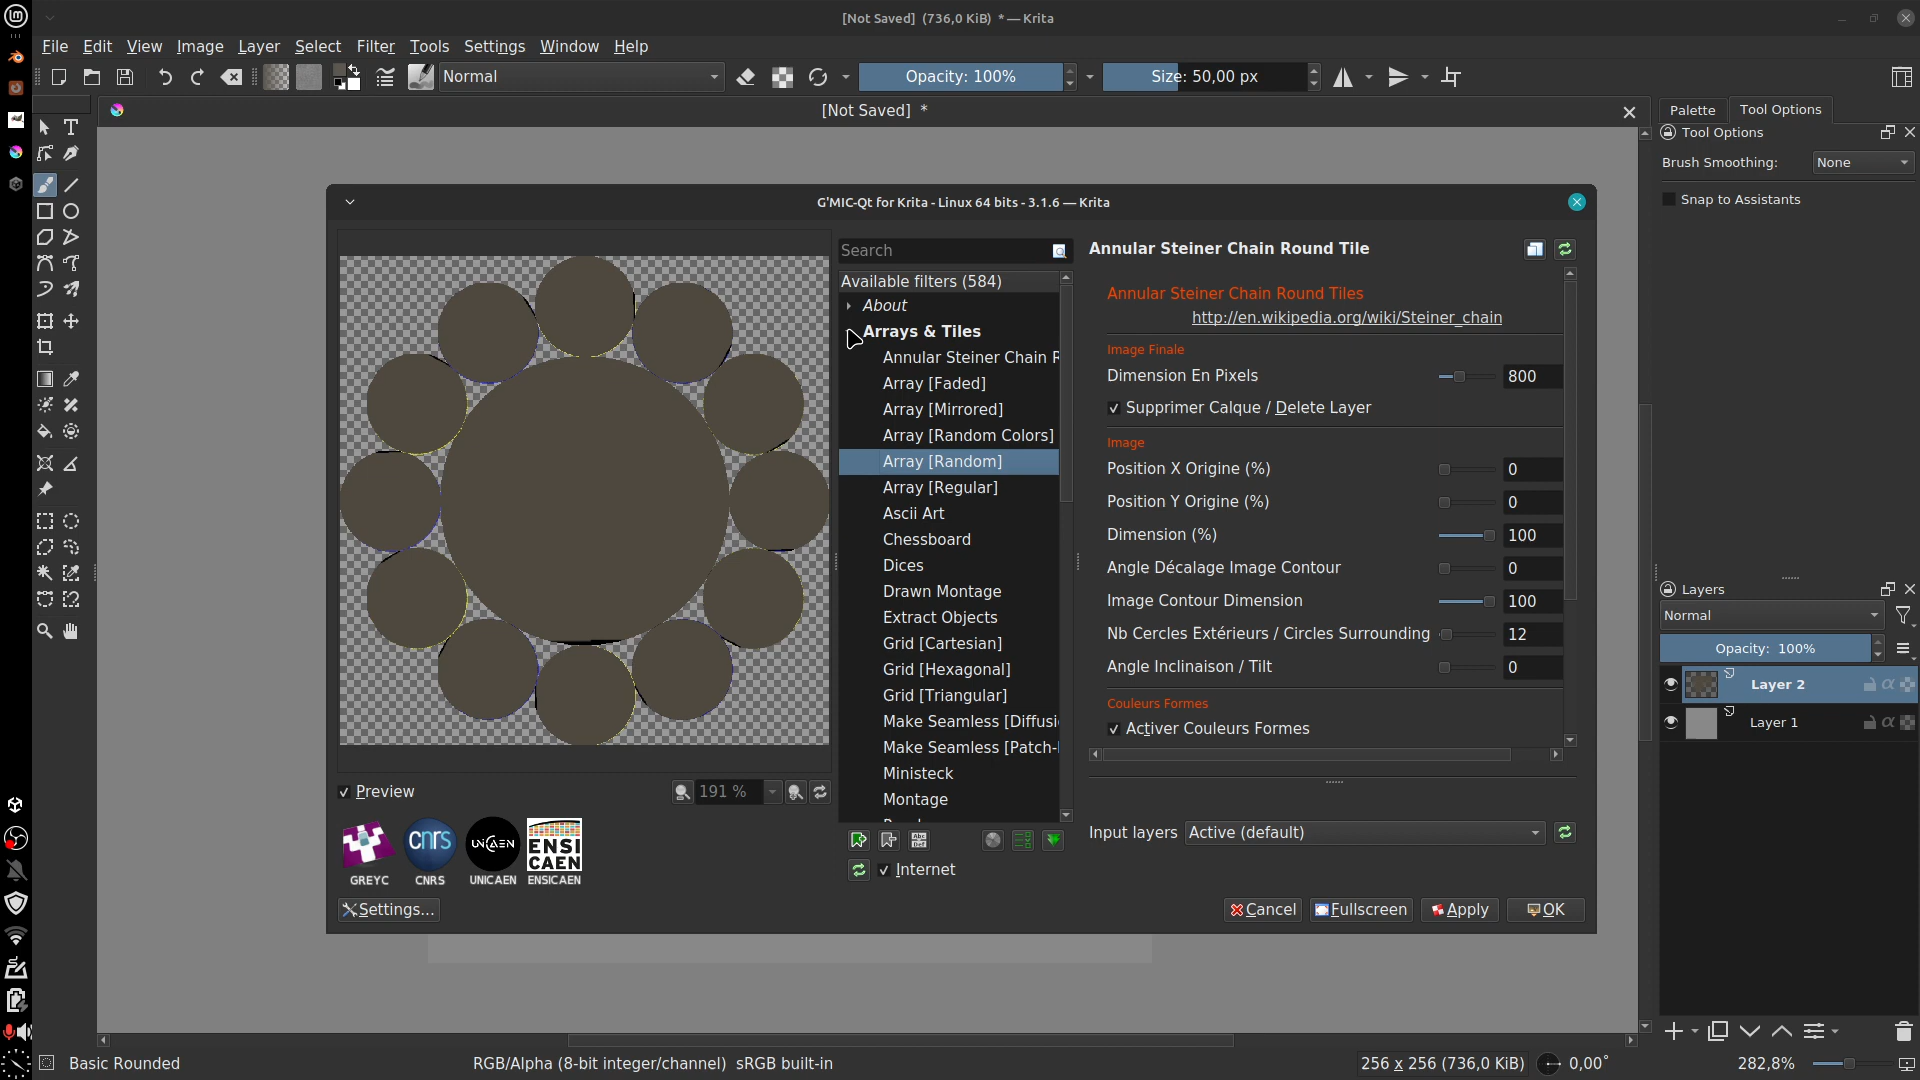 [Not Saved] (736,0 KiB) * — Krita
File Edit View Image Layer Select Filter Tools Settings Window Help
Normal
Opacity: 100%
Size: 50,00 px
[Not Saved] *
Palette
Tool Options
Tool Options
Brush Smoothing:
None
Snap to Assistants
G'MIC-Qt for Krita - Linux 64 bits - 3.1.6 — Krita
Search
Available filters (584)
About
Arrays & Tiles
Annular Steiner Chain R
Array [Faded]
Array [Mirrored]
Array [Random Colors]
Array [Random]
Array [Regular]
Ascii Art
Chessboard
Dices
Drawn Montage
Extract Objects
Grid [Cartesian]
Grid [Hexagonal]
Grid [Triangular]
Make Seamless [Diffusi
Make Seamless [Patch-
Ministeck
Montage
Internet
Annular Steiner Chain Round Tile
Annular Steiner Chain Round Tiles
http://en.wikipedia.org/wiki/Steiner_chain
Image Finale
Dimension En Pixels 800
Supprimer Calque / Delete Layer
Image
Position X Origine (%) 0
Position Y Origine (%) 0
Dimension (%) 100
Angle Décalage Image Contour 0
Image Contour Dimension 100
Nb Cercles Extérieurs / Circles Surrounding 12
Angle Inclinaison / Tilt 0
Couleurs Formes
Activer Couleurs Formes
Input layers Active (default)
Preview
191 %
cnrs
UNICAEN
ENSI
CAEN
GREYC CNRS UNICAEN ENSICAEN
Settings...
Cancel Fullscreen Apply OK
Layers
Normal
Opacity: 100%
Layer 2
Layer 1
Basic Rounded
RGB/Alpha (8-bit integer/channel) sRGB built-in
256 x 256 (736,0 KiB)
0,00°
282,8%